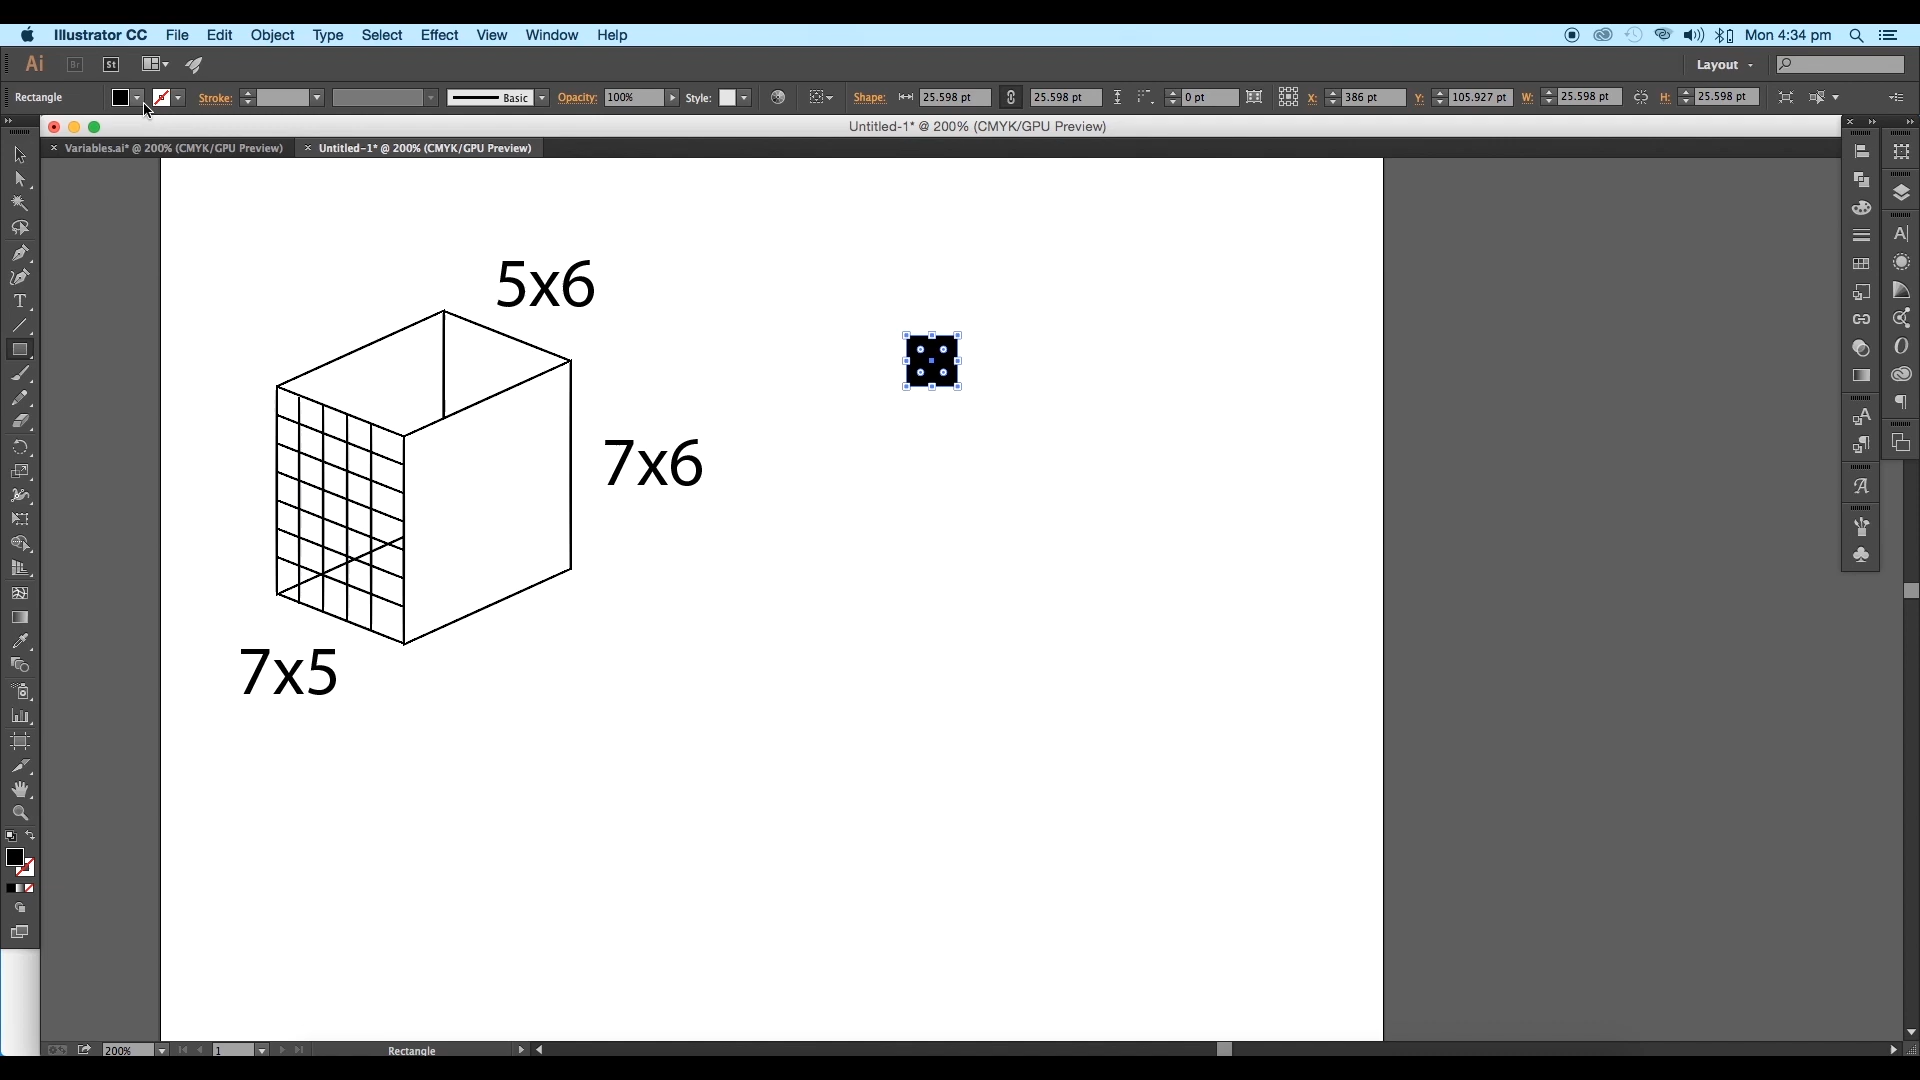 Illustrator CC File Edit Object Type Select Effect View Window Help Mon 4:34 pm
Ai Br St Layout
Rectangle Stroke: Basic Opacity: 100% Style: Shape: 25.598 pt 25.598 pt 0 pt X: 386 pt Y: 105.927 pt W: 25.598 pt H: 25.598 pt
Untitled-1* @ 200% (CMYK/GPU Preview)
Variables.ai* @ 200% (CMYK/GPU Preview) Untitled-1* @ 200% (CMYK/GPU Preview)
5x6
7x6
7x5
200% 1 Rectangle